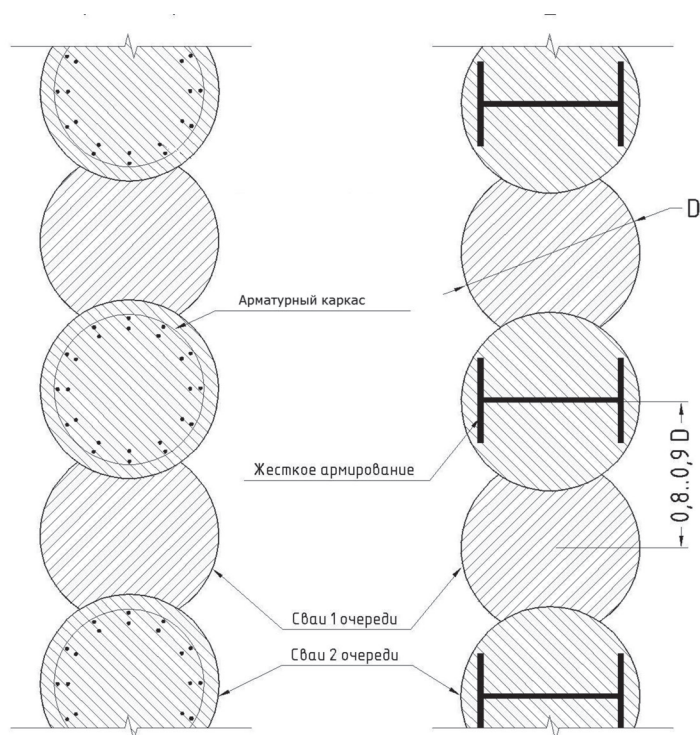 D
Арматурный каркас
Жесткое армирование
0,8..0,9 D
Сваи 1 очереди
Сваи 2 очереди